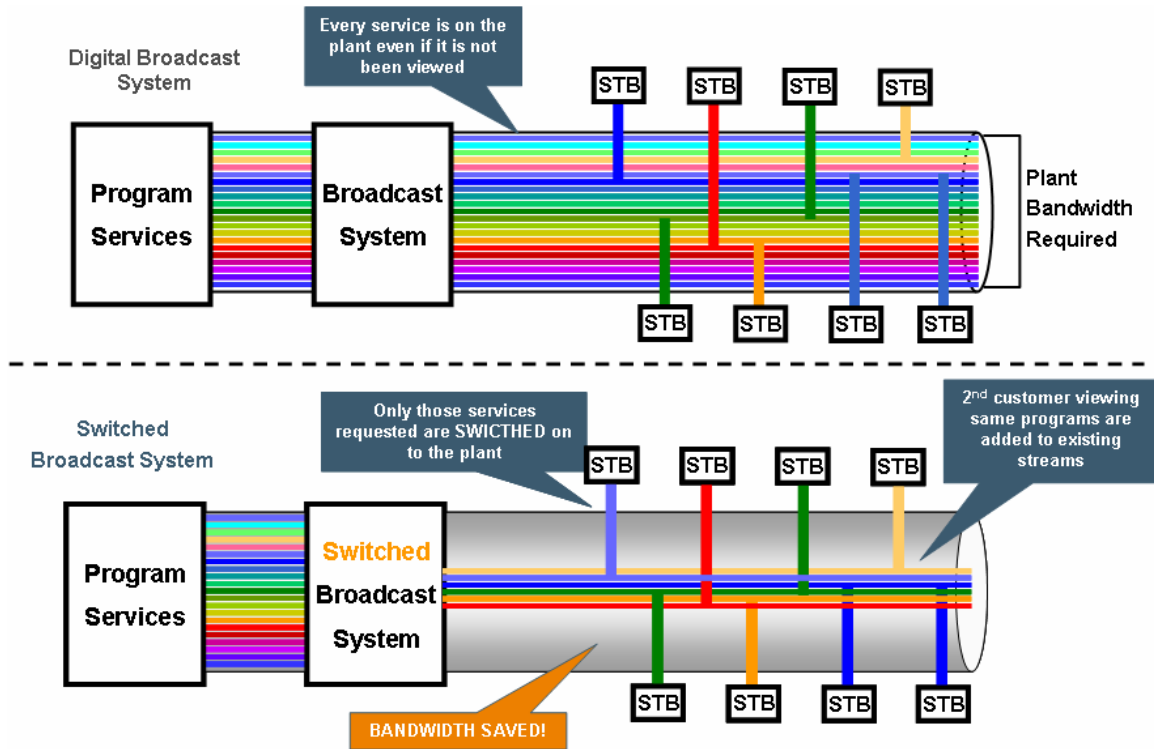 Digital Broadcast
System
Every service is on the
plant even if it is not
been viewed
STB
STB
STB
STB
Program
Services
Broadcast
System
Plant
Bandwidth
Required
STB
STB
STB
STB
Switched
Broadcast System
Only those services
requested are SWICTHED on
to the plant
2nd customer viewing
same programs are
added to existing
streams
STB
STB
STB
STB
Program
Services
Switched
Broadcast
System
STB
STB
STB
STB
BANDWIDTH SAVED!